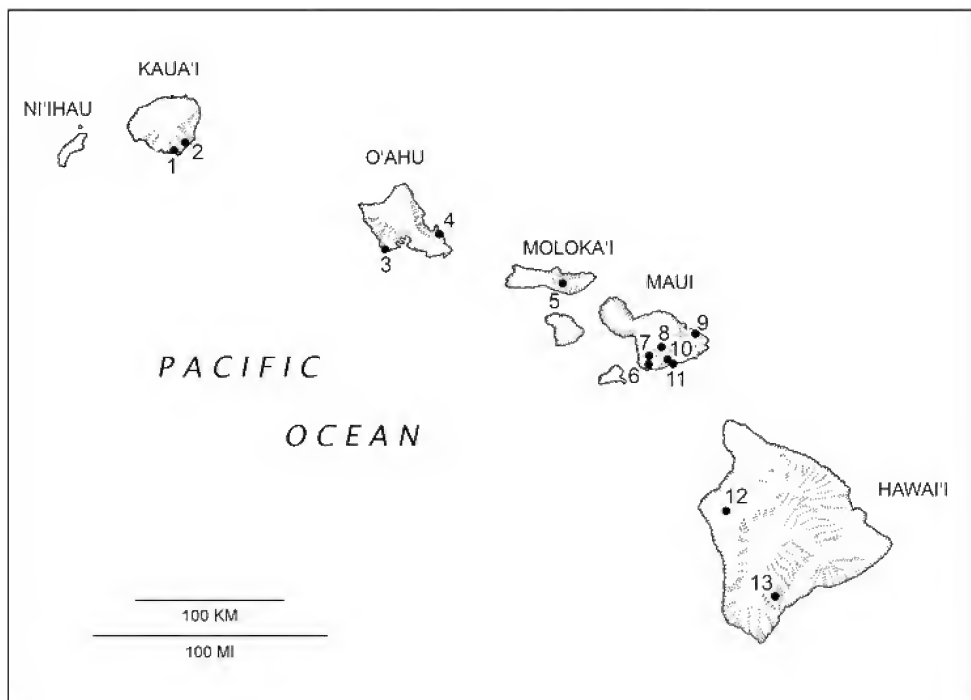 KAUA'I
NI'IHAU
1
2
O'AHU
4
3
MOLOKA'I
5
MAUI
9
8
7
10
6
11
PACIFIC
OCEAN
HAWAI'I
12
13
100 KM
100 MI